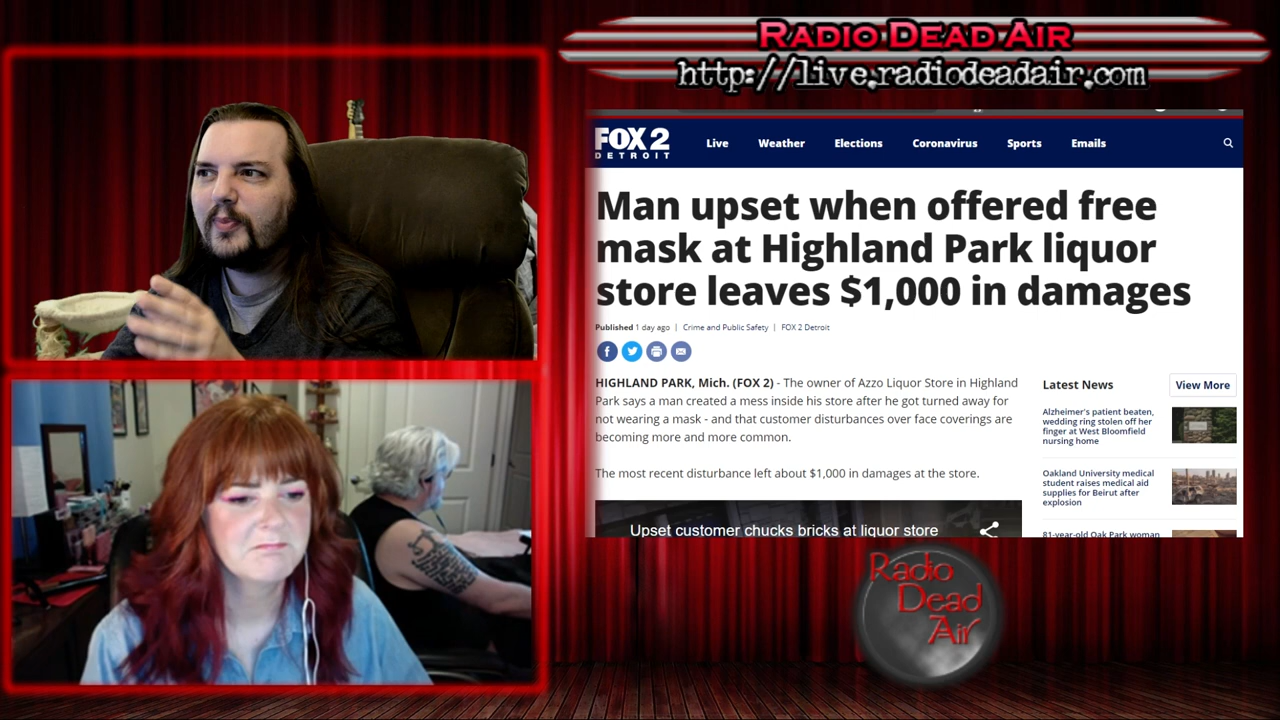 RADIO DEAD AIR
http://live.radiodeadair.com
FOX 2
DETROIT
Live
Weather
Elections
Coronavirus
Sports
Emails
Man upset when offered free
mask at Highland Park liquor
store leaves $1,000 in damages
Published 1 day ago | Crime and Public Safety | FOX 2 Detroit
HIGHLAND PARK, Mich. (FOX 2) - The owner of Azzo Liquor Store in Highland
Park says a man created a mess inside his store after he got turned away for
not wearing a mask - and that customer disturbances over face coverings are
becoming more and more common.
The most recent disturbance left about $1,000 in damages at the store.
Upset customer chucks bricks at liquor store
Latest News
View More
Alzheimer's patient beaten,
wedding ring stolen off her
finger at West Bloomfield
nursing home
Oakland University medical
student raises medical aid
supplies for Beirut after
explosion
81-year-old Oak Park woman
Radio
Dead
Air